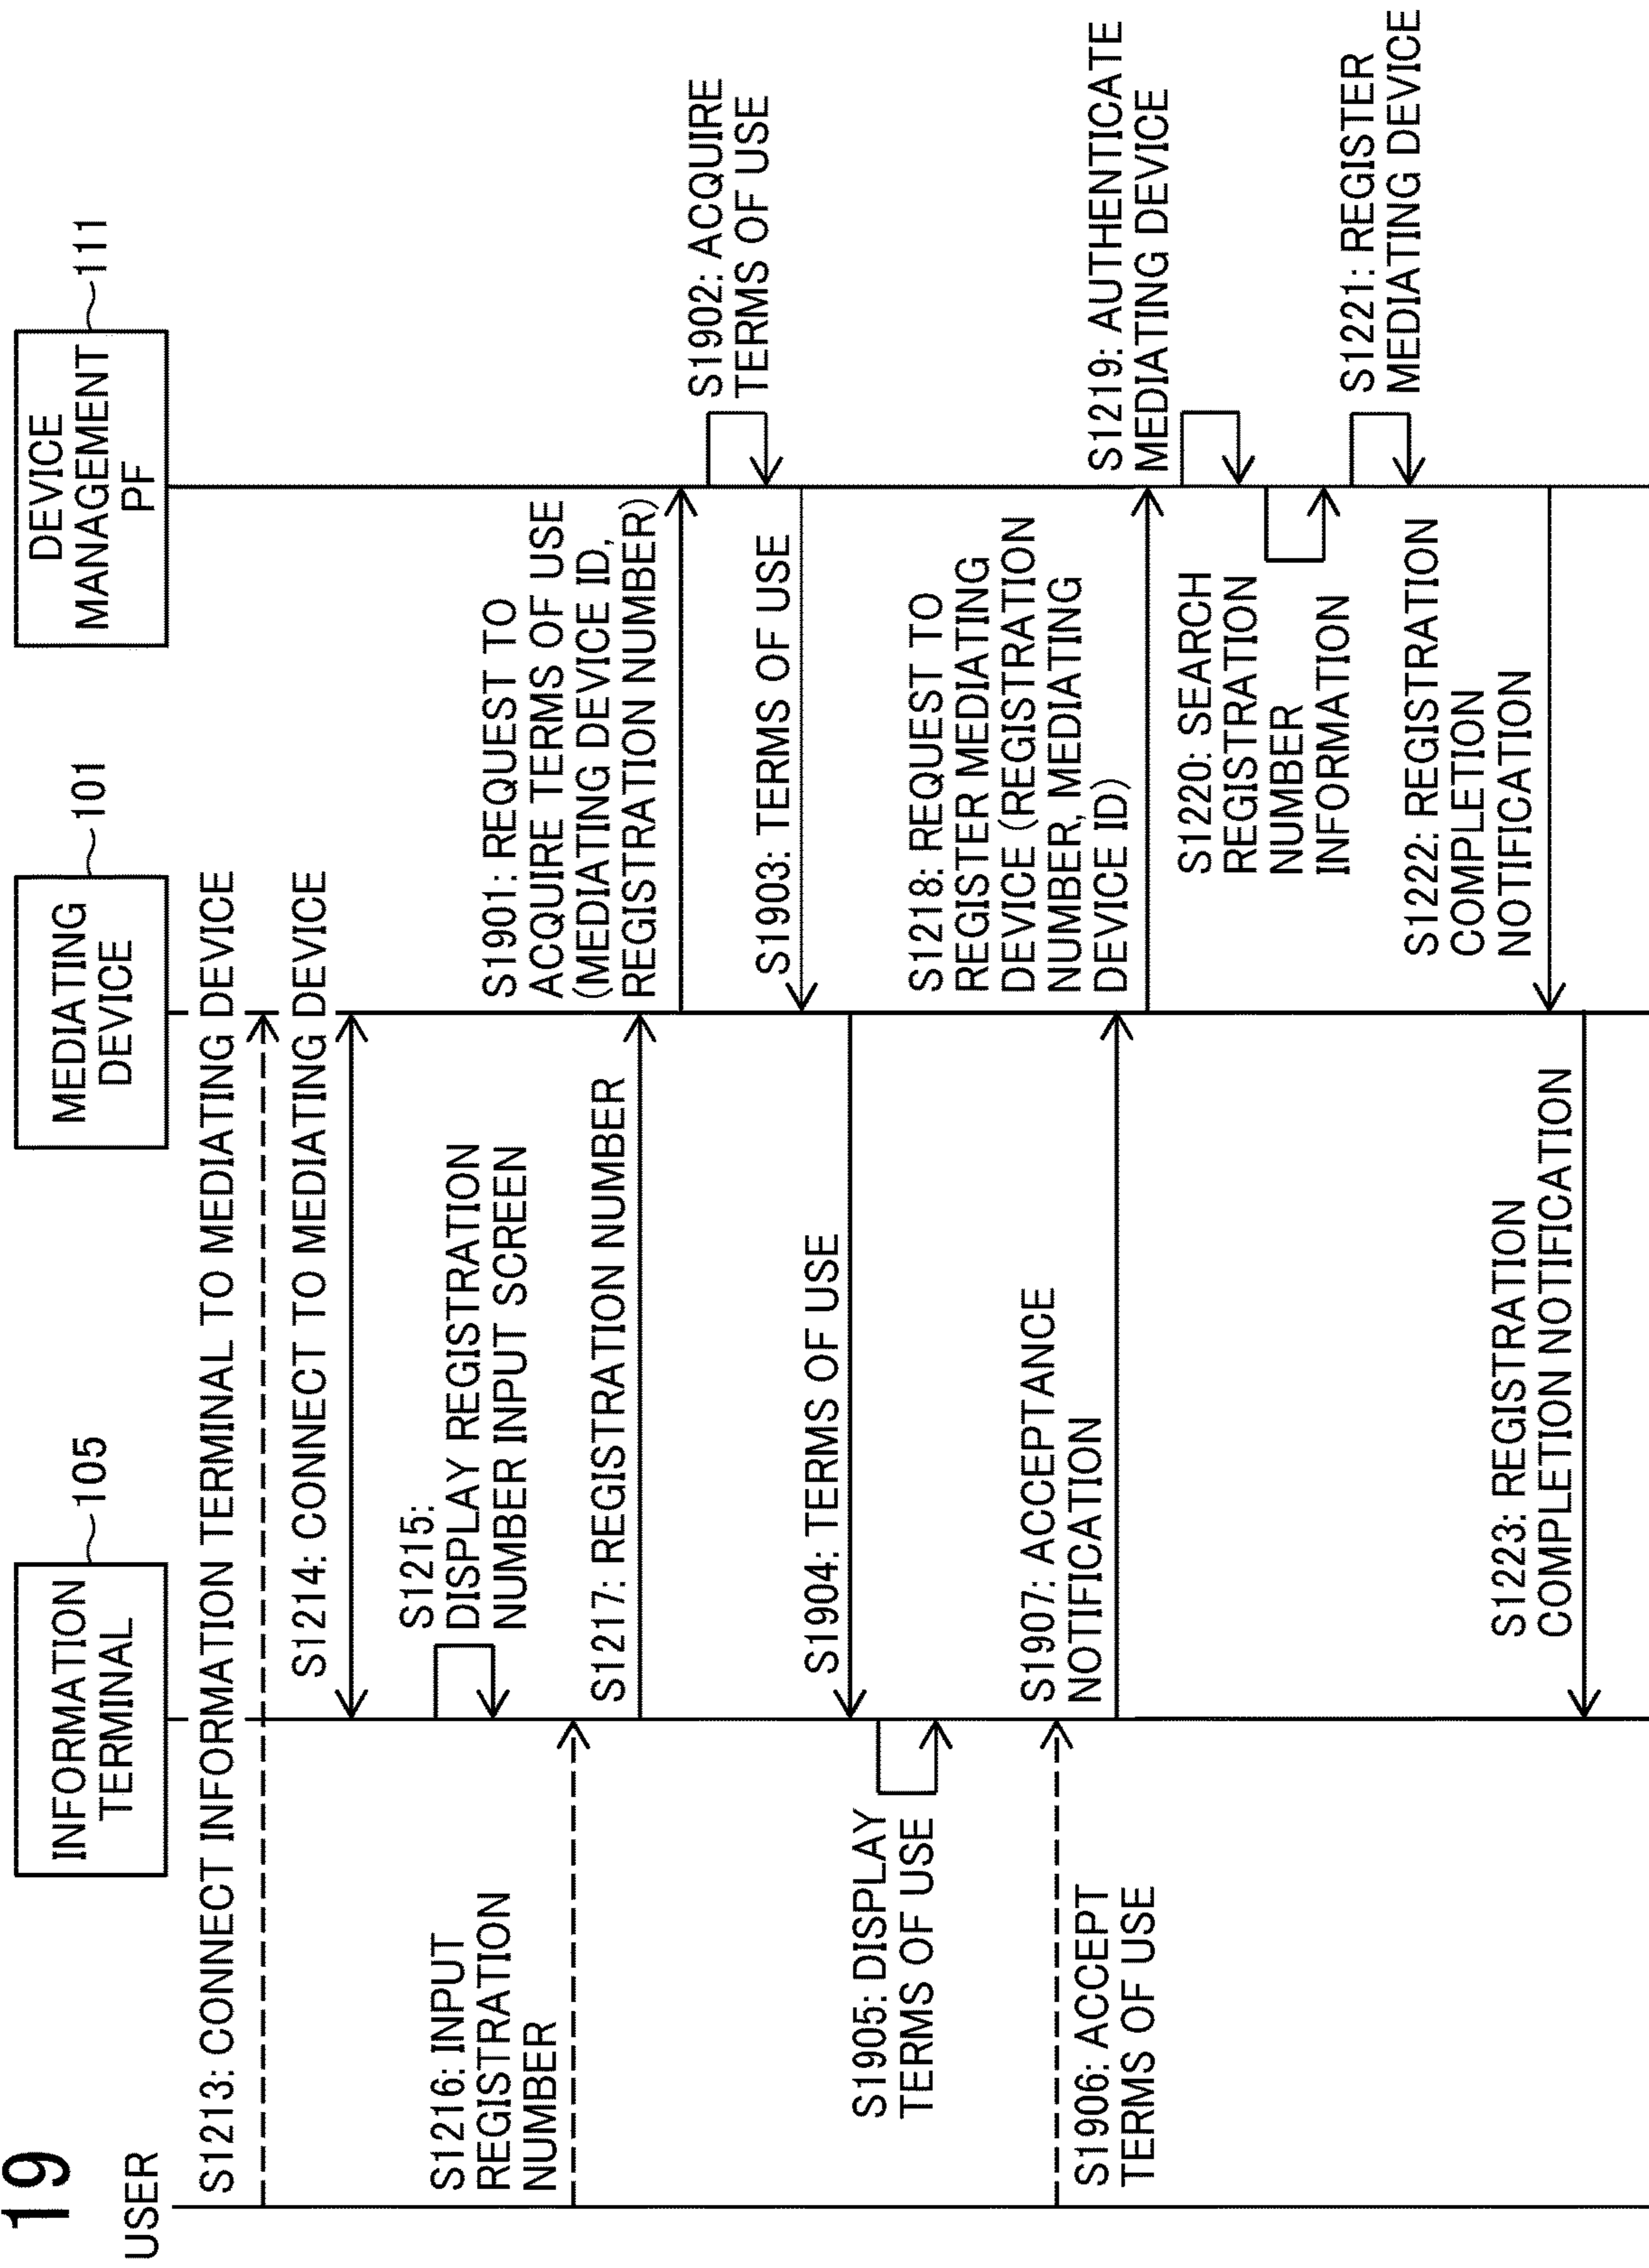 19
USER
INFORMATION
TERMINAL
105
MEDIATING
DEVICE
101
DEVICE
MANAGEMENT
PF
111
S1213: CONNECT INFORMATION TERMINAL TO MEDIATING DEVICE
S1214: CONNECT TO MEDIATING DEVICE
S1215:
DISPLAY REGISTRATION
NUMBER INPUT SCREEN
S1216: INPUT
REGISTRATION
NUMBER
S1217: REGISTRATION NUMBER
S1901: REQUEST TO
ACQUIRE TERMS OF USE
(MEDIATING DEVICE ID,
REGISTRATION NUMBER)
S1902: ACQUIRE
TERMS OF USE
S1903: TERMS OF USE
S1904: TERMS OF USE
S1905: DISPLAY
TERMS OF USE
S1906: ACCEPT
TERMS OF USE
S1907: ACCEPTANCE
NOTIFICATION
S1218: REQUEST TO
REGISTER MEDIATING
DEVICE (REGISTRATION
NUMBER, MEDIATING
DEVICE ID)
S1219: AUTHENTICATE
MEDIATING DEVICE
S1220: SEARCH
REGISTRATION
NUMBER
INFORMATION
S1221: REGISTER
MEDIATING DEVICE
S1222: REGISTRATION
COMPLETION
NOTIFICATION
S1223: REGISTRATION
COMPLETION NOTIFICATION